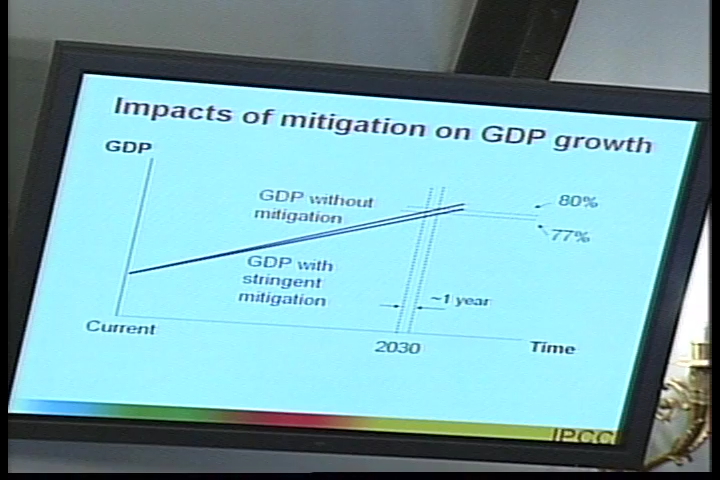 Impacts of mitigation on GDP growth
GDP
GDP without
mitigation
80%
77%
GDP with
stringent
mitigation
~1 year
Current
2030
Time
IPCC